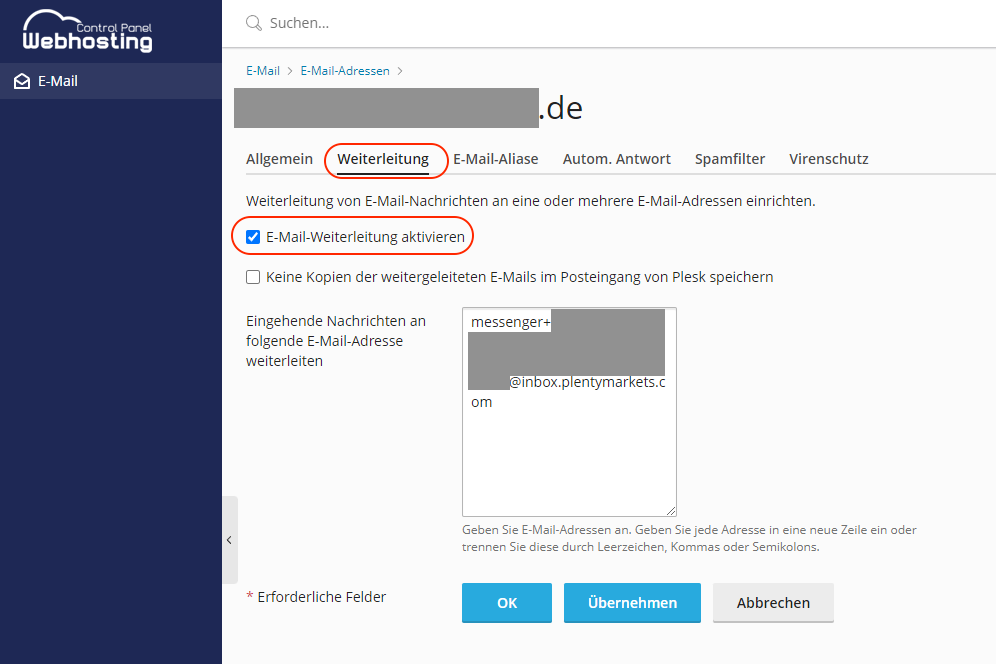 Control Panel
Webhosting
Suchen...
E-Mail
E-Mail > E-Mail-Adressen >
.de
Allgemein Weiterleitung E-Mail-Aliase Autom. Antwort Spamfilter Virenschutz
Weiterleitung von E-Mail-Nachrichten an eine oder mehrere E-Mail-Adressen einrichten.
E-Mail-Weiterleitung aktivieren
Keine Kopien der weitergeleiteten E-Mails im Posteingang von Plesk speichern
Eingehende Nachrichten an
folgende E-Mail-Adresse
weiterleiten
messenger+
@inbox.plentymarkets.c
om
Geben Sie E-Mail-Adressen an. Geben Sie jede Adresse in eine neue Zeile ein oder
trennen Sie diese durch Leerzeichen, Kommas oder Semikolons.
* Erforderliche Felder
OK Übernehmen Abbrechen